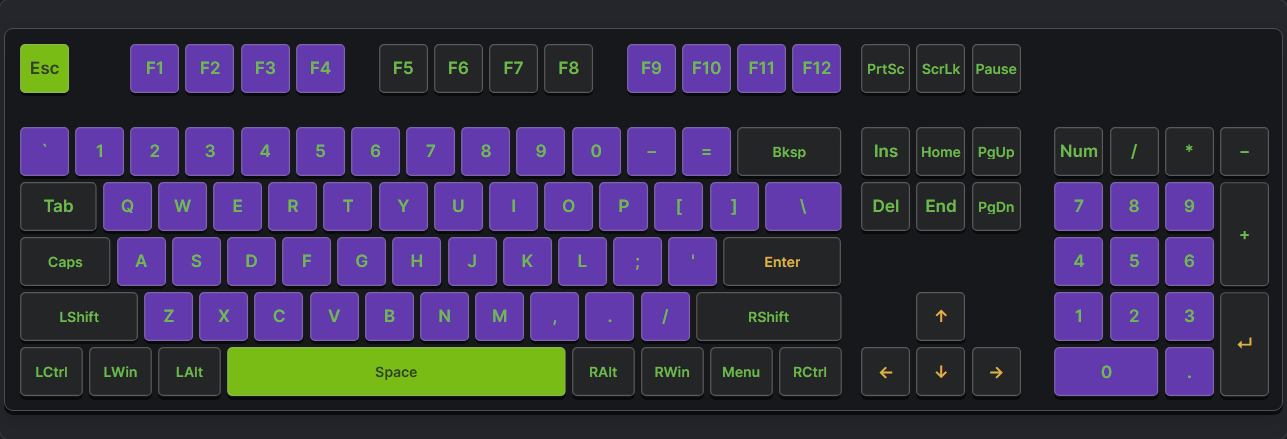 Esc F1 F2 F3 F4 F5 F6 F7 F8 F9 F10 F11 F12 PrtSc ScrLk Pause
` 1 2 3 4 5 6 7 8 9 0 − = Bksp Ins Home PgUp Num / * −
Tab Q W E R T Y U I O P [ ] \ Del End PgDn 7 8 9 +
Caps A S D F G H J K L ; ' Enter 4 5 6
LShift Z X C V B N M , . / RShift ↑ 1 2 3 ↵
LCtrl LWin LAlt Space RAlt RWin Menu RCtrl ← ↓ → 0 .